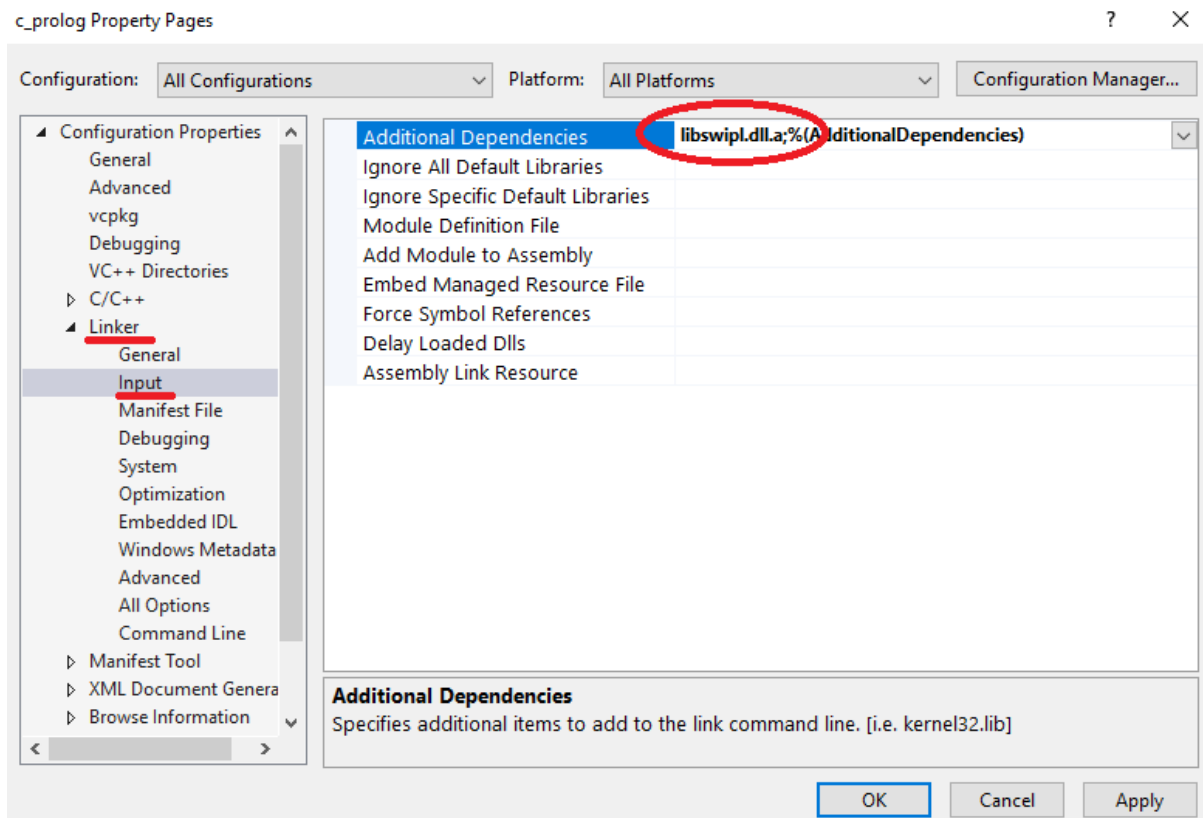 c_prolog Property Pages
? ×
Configuration: All Configurations Platform: All Platforms Configuration Manager...
Configuration Properties
General
Advanced
vcpkg
Debugging
VC++ Directories
C/C++
Linker
General
Input
Manifest File
Debugging
System
Optimization
Embedded IDL
Windows Metadata
Advanced
All Options
Command Line
Manifest Tool
XML Document Genera
Browse Information
Additional Dependencies libswipl.dll.a;%(AdditionalDependencies)
Ignore All Default Libraries
Ignore Specific Default Libraries
Module Definition File
Add Module to Assembly
Embed Managed Resource File
Force Symbol References
Delay Loaded Dlls
Assembly Link Resource
Additional Dependencies
Specifies additional items to add to the link command line. [i.e. kernel32.lib]
OK Cancel Apply